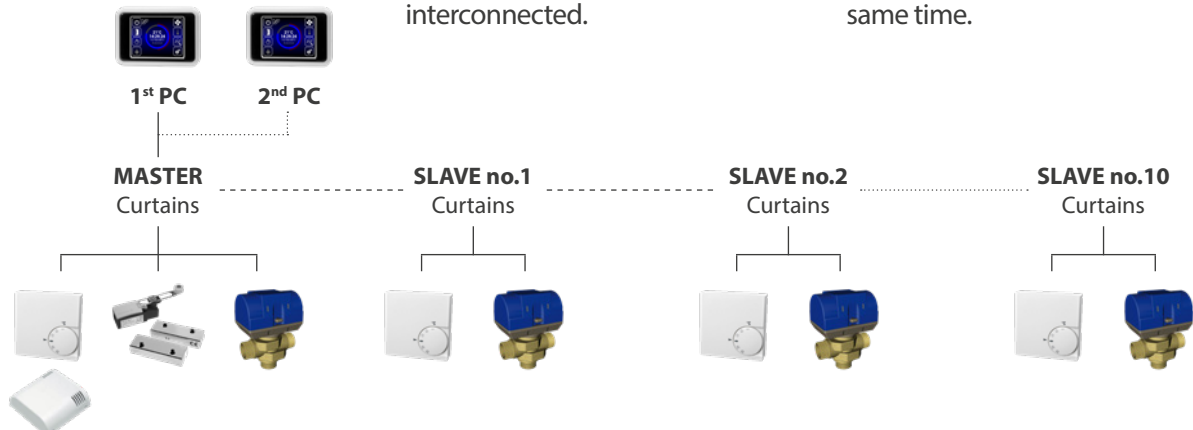 interconnected.
same time.
1st PC
2nd PC
MASTER
Curtains
SLAVE no.1
Curtains
SLAVE no.2
Curtains
SLAVE no.10
Curtains